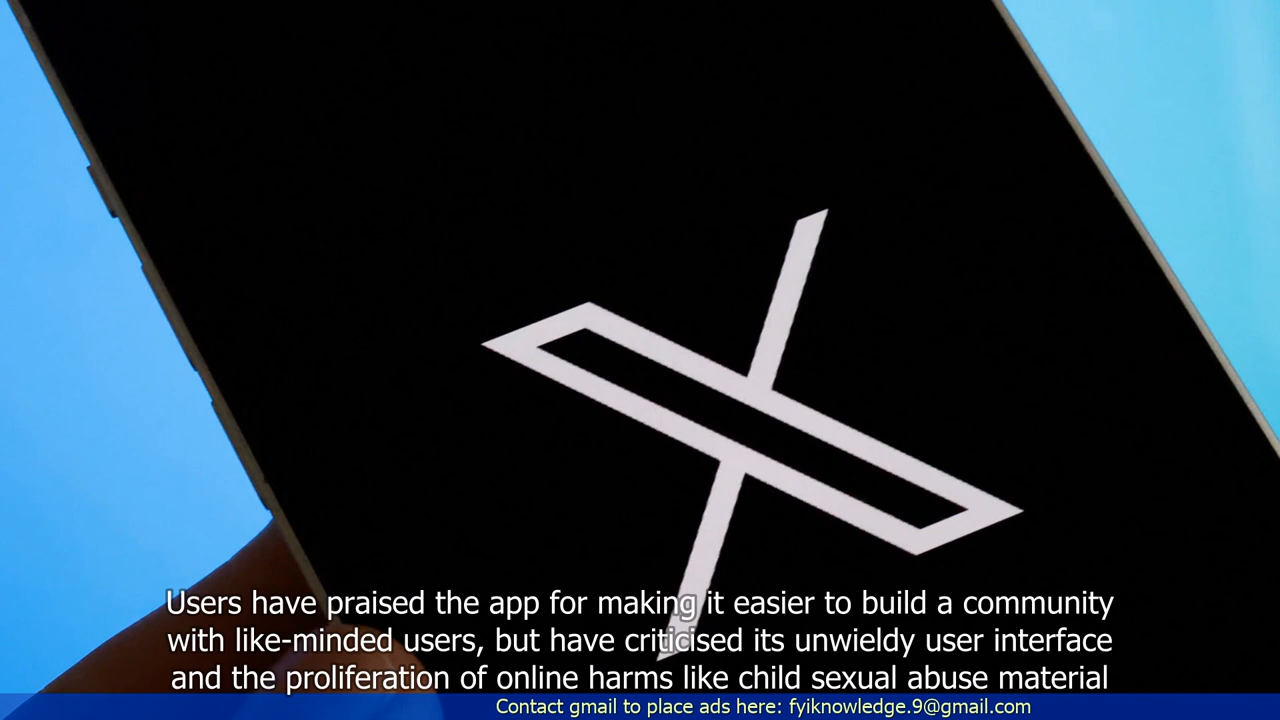 Users have praised the app for making it easier to build a community
with like-minded users, but have criticised its unwieldy user interface
and the proliferation of online harms like child sexual abuse material
Contact gmail to place ads here: fyiknowledge.9@gmail.com